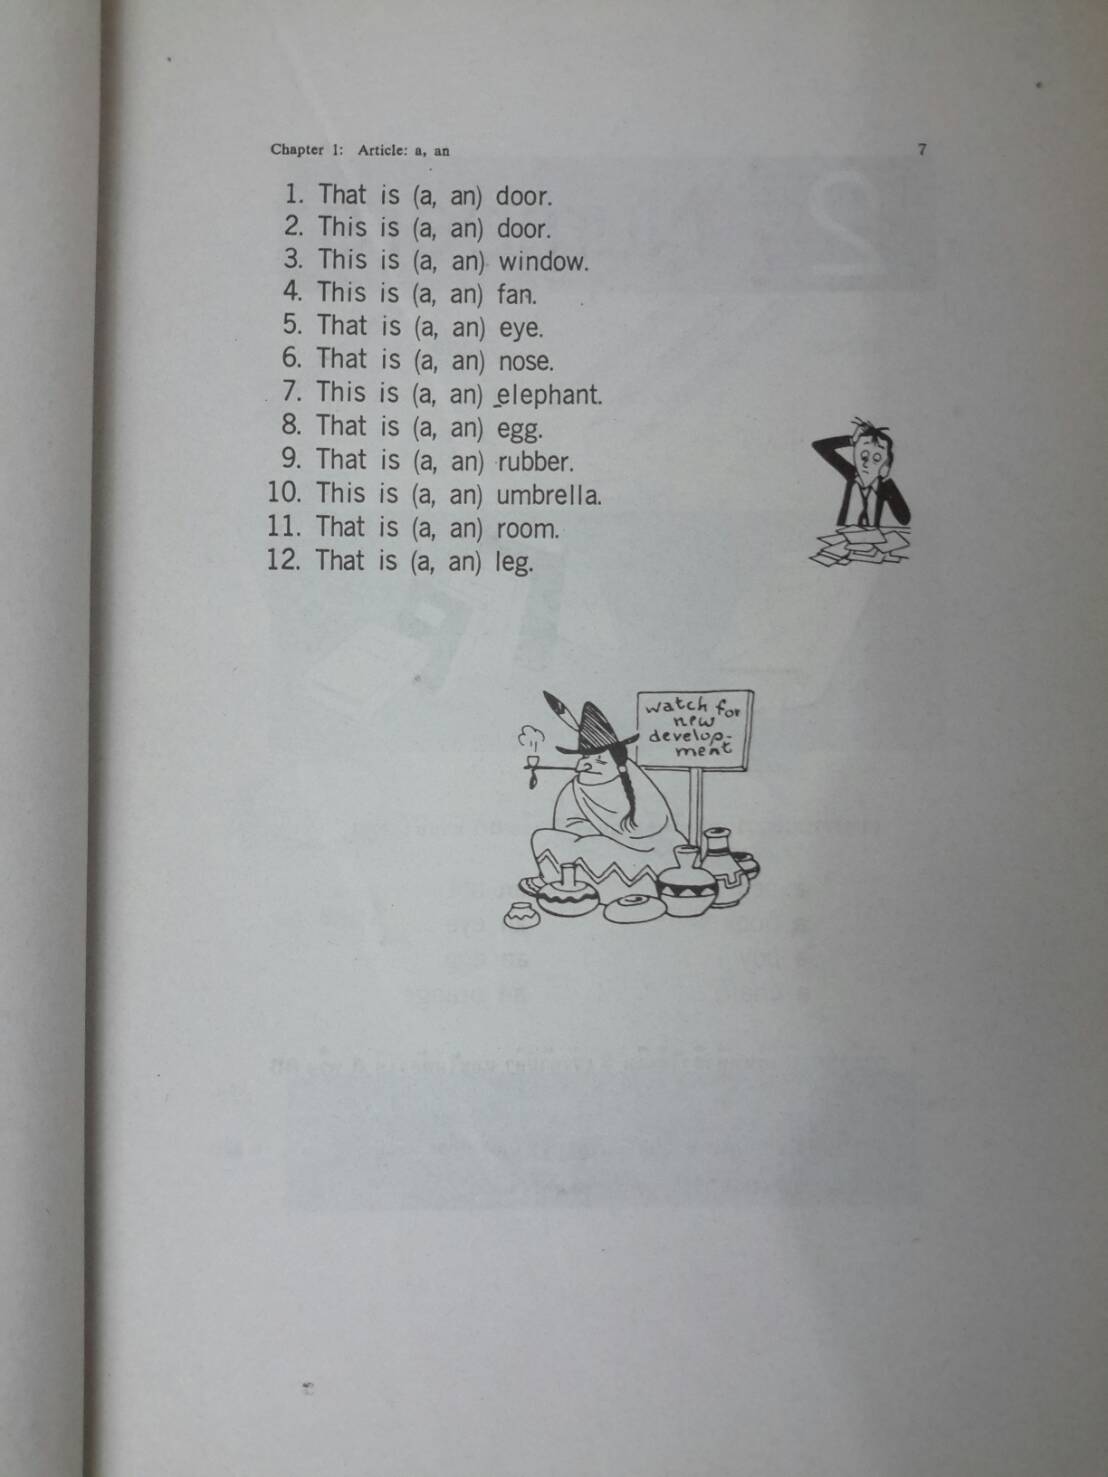 Chapter 1: Article: a, an 7
1. That is (a, an) door.
2. This is (a, an) door.
3. This is (a, an) window.
4. This is (a, an) fan.
5. That is (a, an) eye.
6. That is (a, an) nose.
7. This is (a, an) elephant.
8. That is (a, an) egg.
9. That is (a, an) rubber.
10. This is (a, an) umbrella.
11. That is (a, an) room.
12. That is (a, an) leg.
watch for
new
develop-
ment